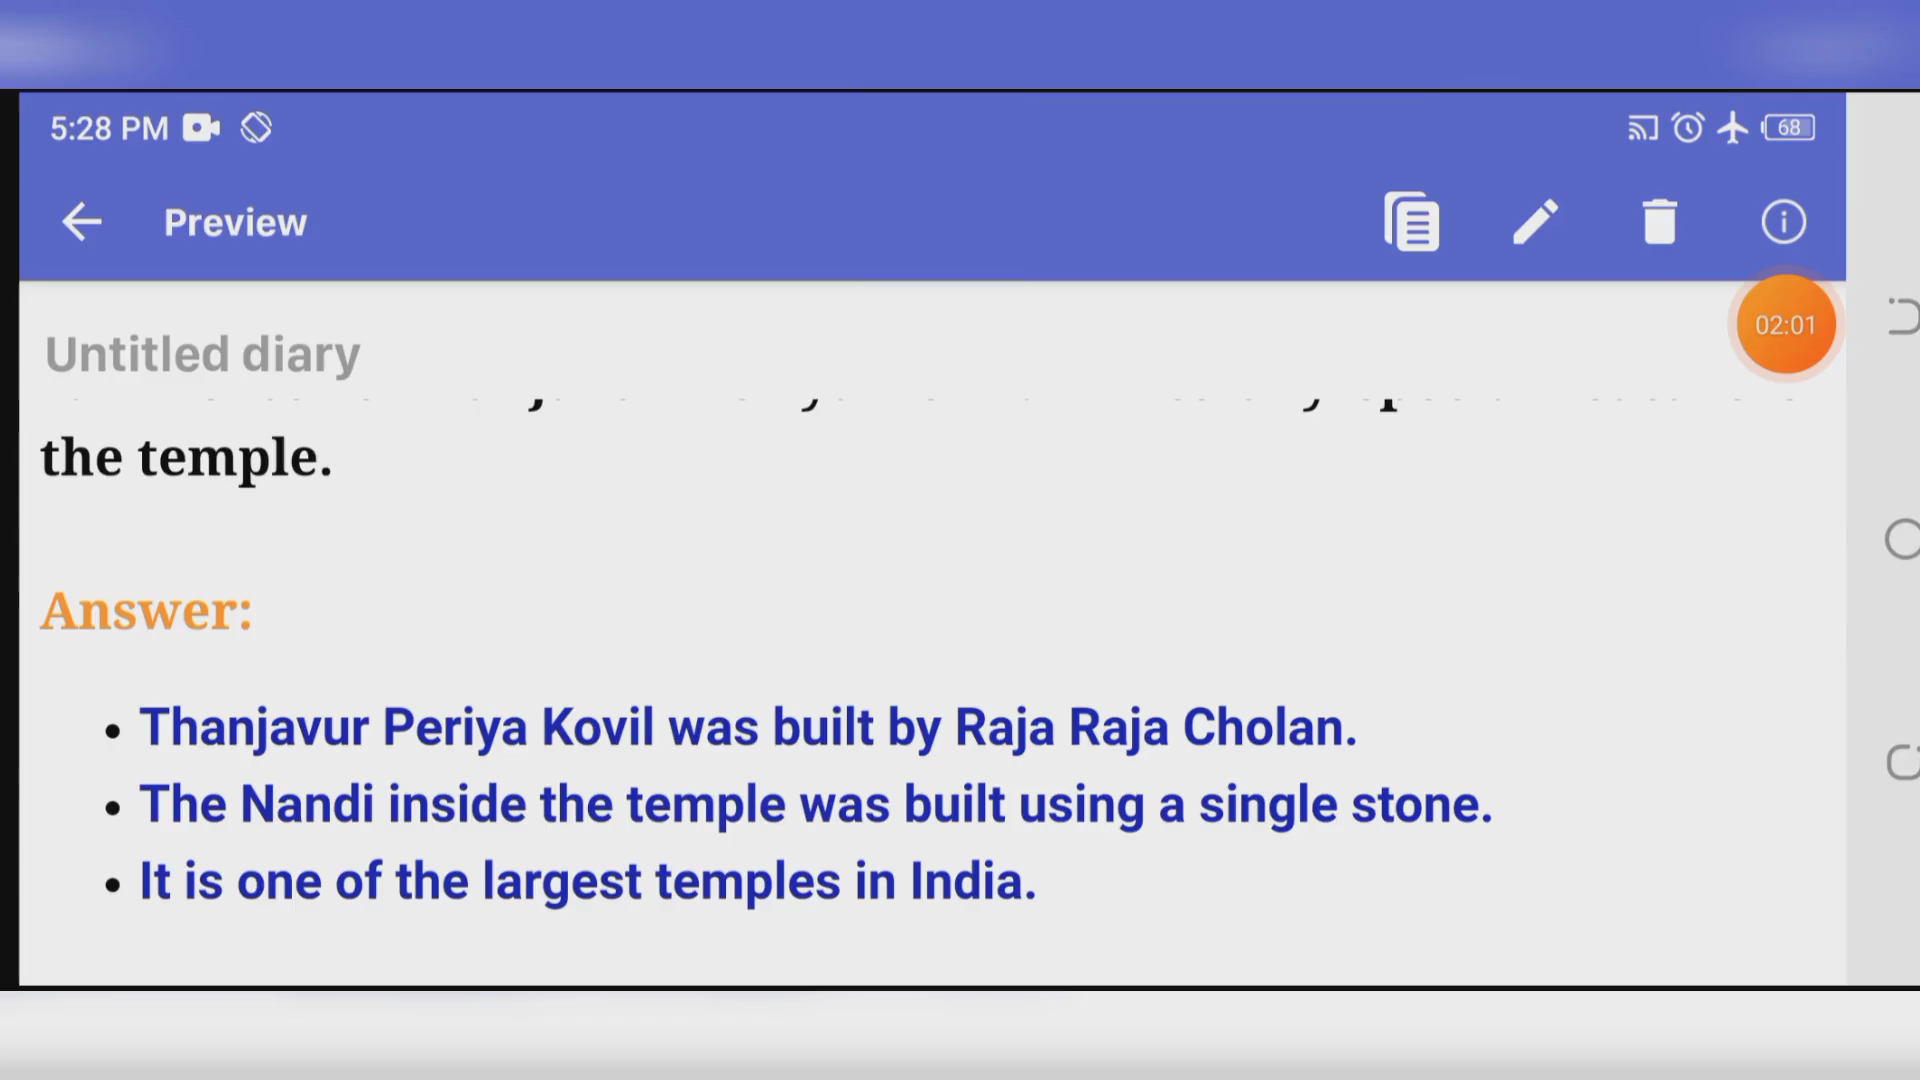 5:28 PM
68
Preview
02:01
Untitled diary
the temple.
Answer:
• Thanjavur Periya Kovil was built by Raja Raja Cholan.
• The Nandi inside the temple was built using a single stone.
• It is one of the largest temples in India.